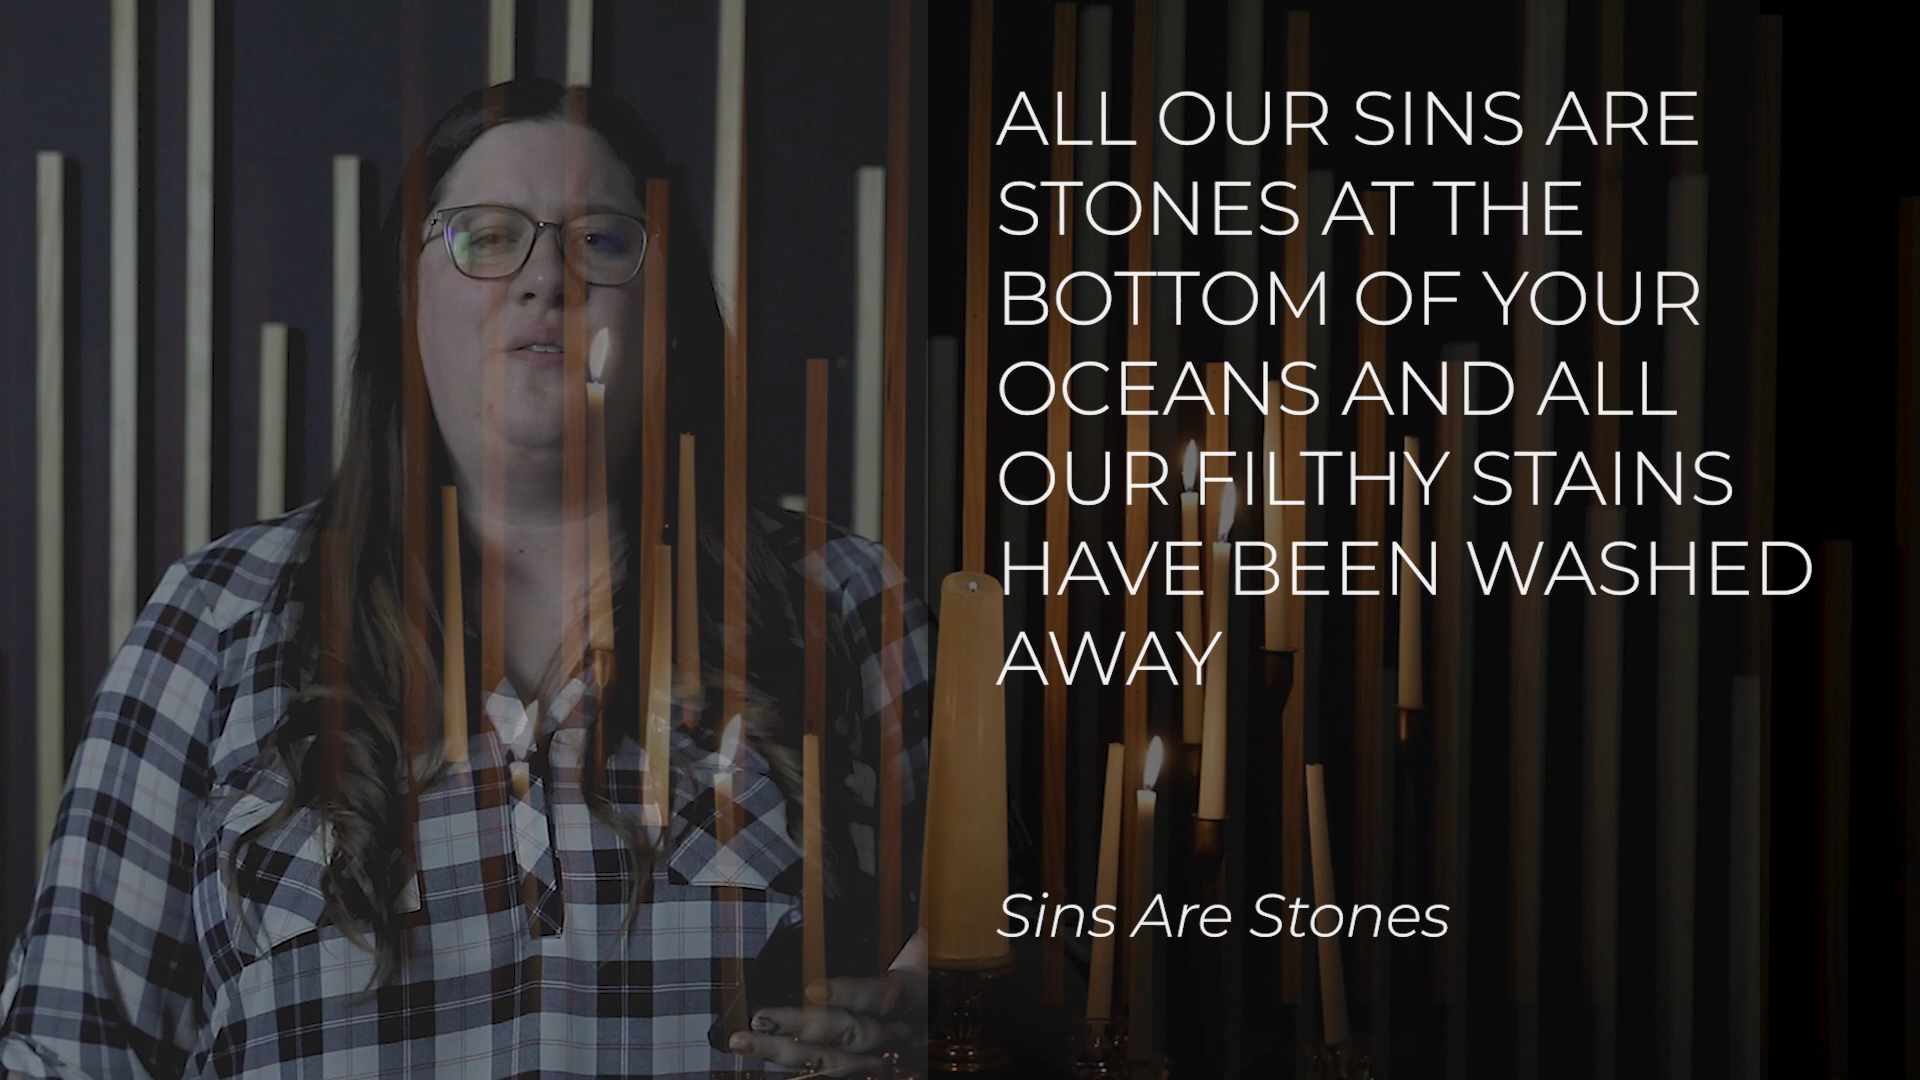 ALL OUR SINS ARE
STONES AT THE
BOTTOM OF YOUR
OCEANS AND ALL
OUR FILTHY STAINS
HAVE BEEN WASHED
AWAY
Sins Are Stones